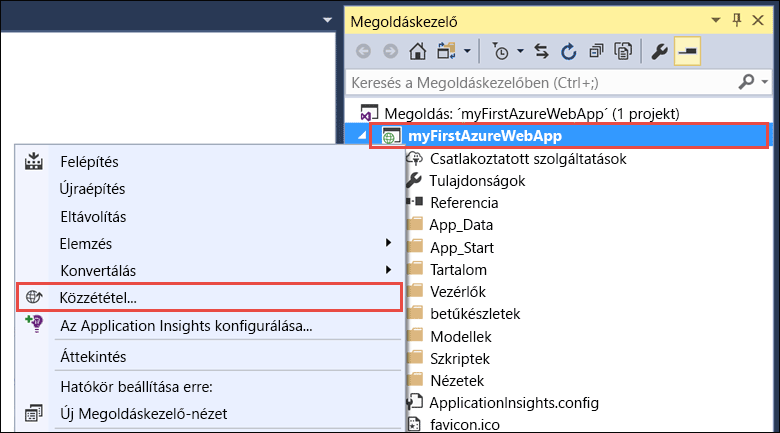 Megoldáskezelő
Keresés a Megoldáskezelőben (Ctrl+;)
Megoldás: ´myFirstAzureWebApp´ (1 projekt)
myFirstAzureWebApp
Csatlakoztatott szolgáltatások
Tulajdonságok
Referencia
App_Data
App_Start
Tartalom
Vezérlők
betűkészletek
Modellek
Szkriptek
Nézetek
ApplicationInsights.config
favicon.ico
Felépítés
Újraépítés
Eltávolítás
Elemzés
Konvertálás
Közzététel...
Az Application Insights konfigurálása...
Áttekintés
Hatókör beállítása erre:
Új Megoldáskezelő-nézet